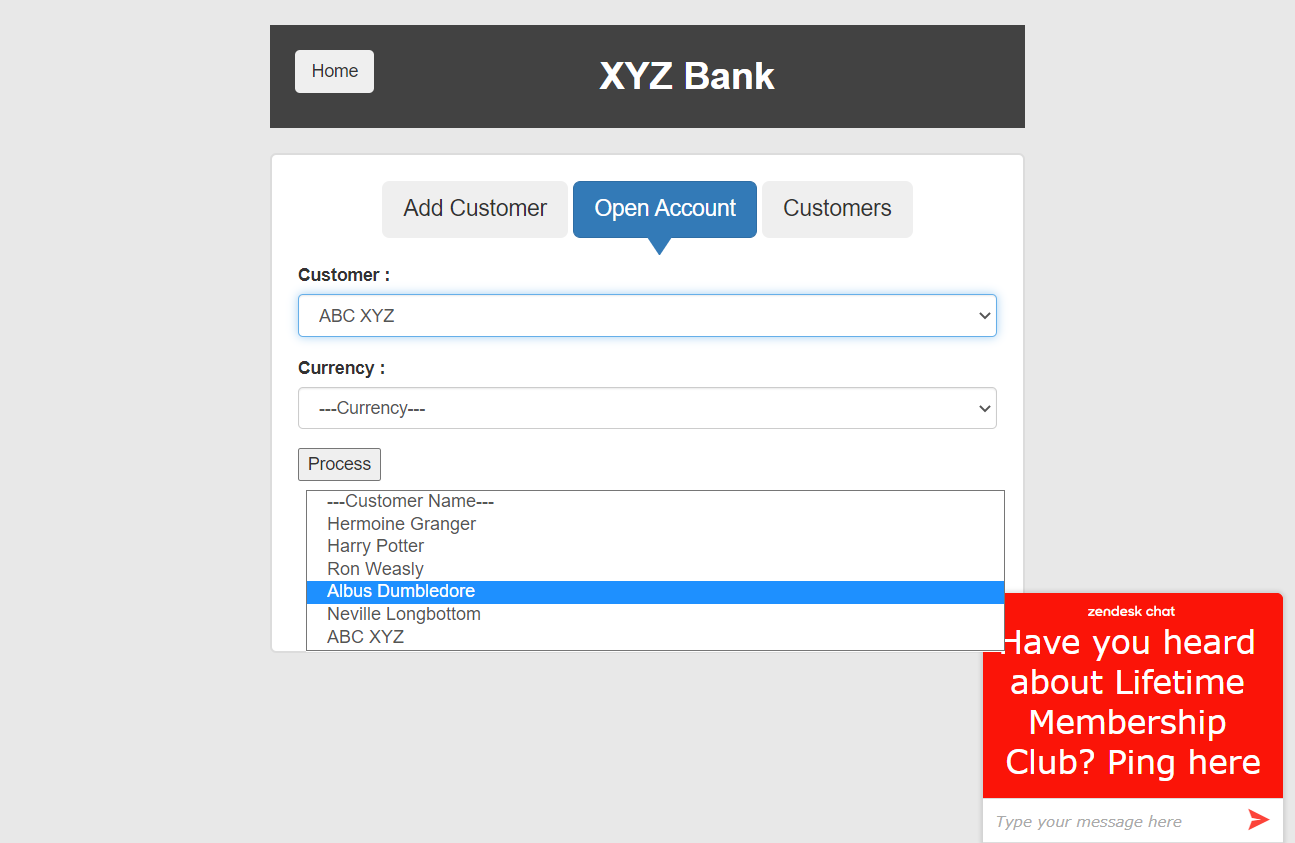 Home
XYZ Bank
Add Customer
Open Account
Customers
Customer :
ABC XYZ
Currency :
---Currency---
Process
---Customer Name---
Hermoine Granger
Harry Potter
Ron Weasly
Albus Dumbledore
Neville Longbottom
ABC XYZ
zendesk chat
Have you heard
about Lifetime
Membership
Club? Ping here
Type your message here